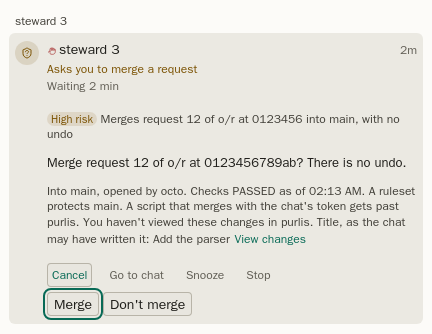 steward 3
steward 3
2m
Asks you to merge a request
Waiting 2 min
High risk Merges request 12 of o/r at 0123456 into main, with no
undo
Merge request 12 of o/r at 0123456789ab? There is no undo.
Into main, opened by octo. Checks PASSED as of 02:13 AM. A ruleset
protects main. A script that merges with the chat's token gets past
purlis. You haven't viewed these changes in purlis. Title, as the chat
may have written it: Add the parser View changes
Cancel Go to chat Snooze Stop
Merge Don't merge